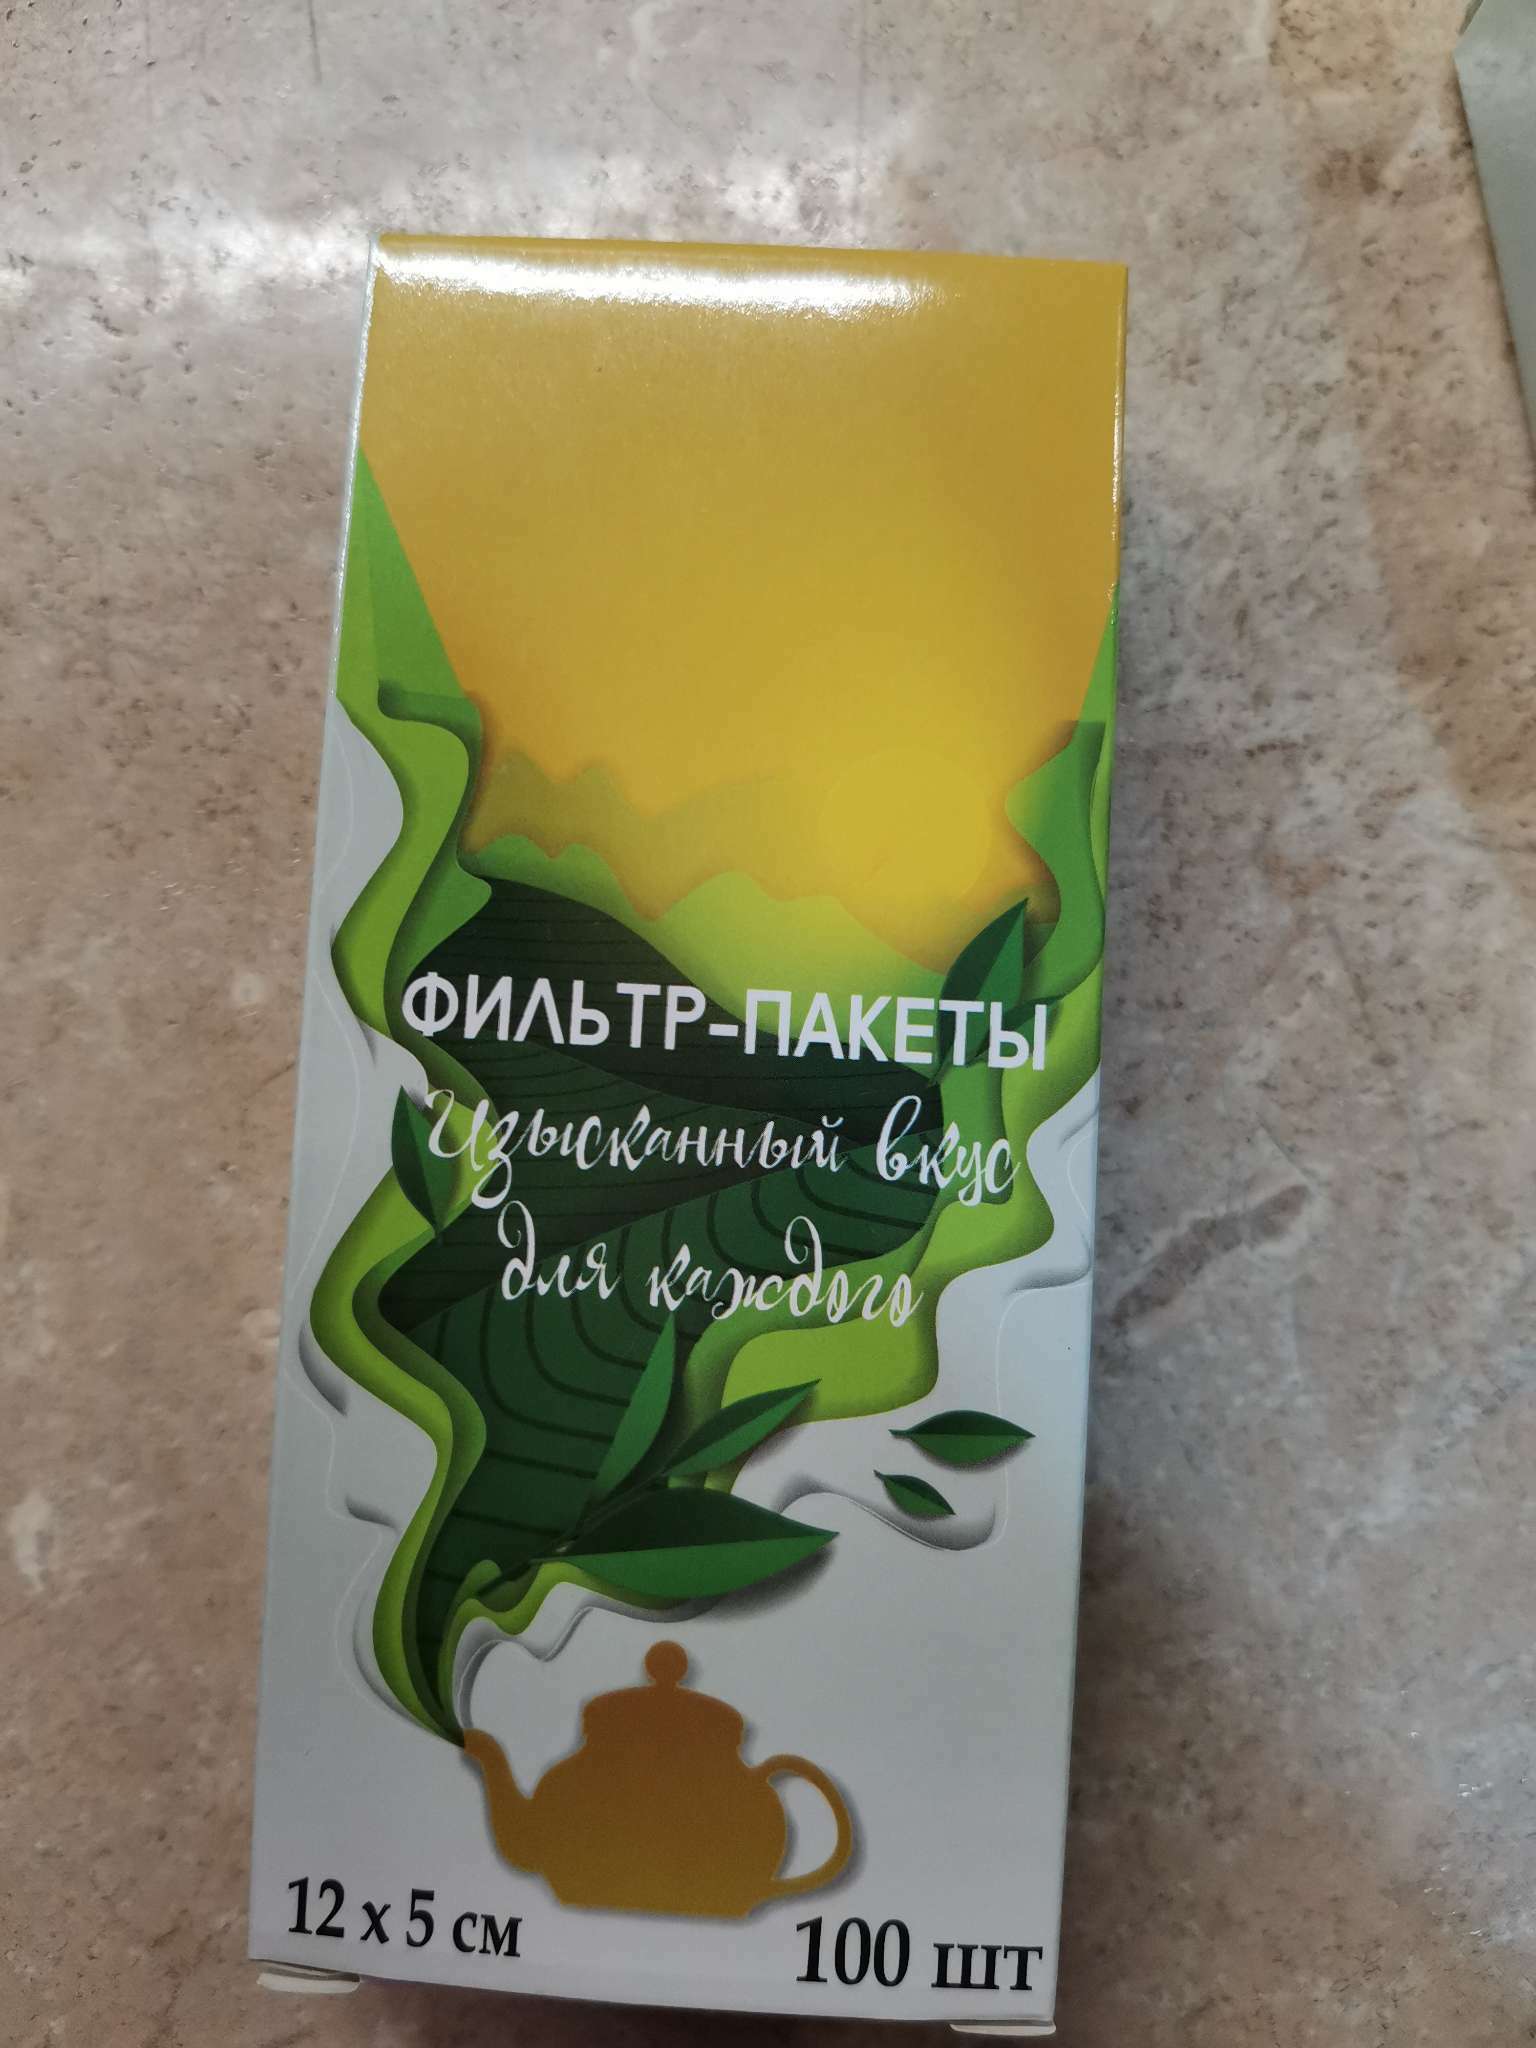 ФИЛЬТР-ПАКЕТЫ
Изысканный вкус
для каждого
12 х 5 см
100 шт